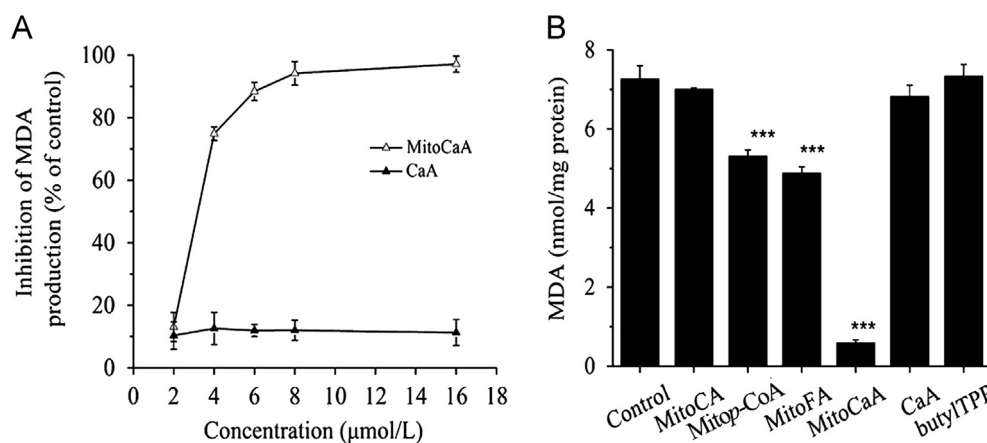 A
Inhibition of MDA
production (% of control)
100
80
60
40
20
0
MitoCaA
CaA
0 2 4 6 8 10 12 14 16 18
Concentration (μmol/L)
B
MDA (nmol/mg protein)
8
6
4
2
0
***
***
***
Control
MitoCA
Mitop-CoA
MitoFA
MitoCaA
CaA
butylTPP